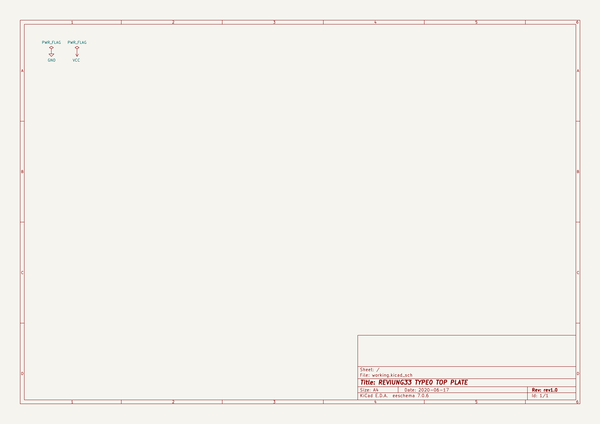 1 2 3 4 5 6
PWR_FLAG PWR_FLAG
GND VCC
A A
B B
C C
D D
Sheet: /
File: working.kicad_sch
Title: REVIUNG33 TYPE0 TOP PLATE
Size: A4 Date: 2020-06-17 Rev: rev1.0
KiCad E.D.A. eeschema 7.0.6 Id: 1/1
1 2 3 4 5 6